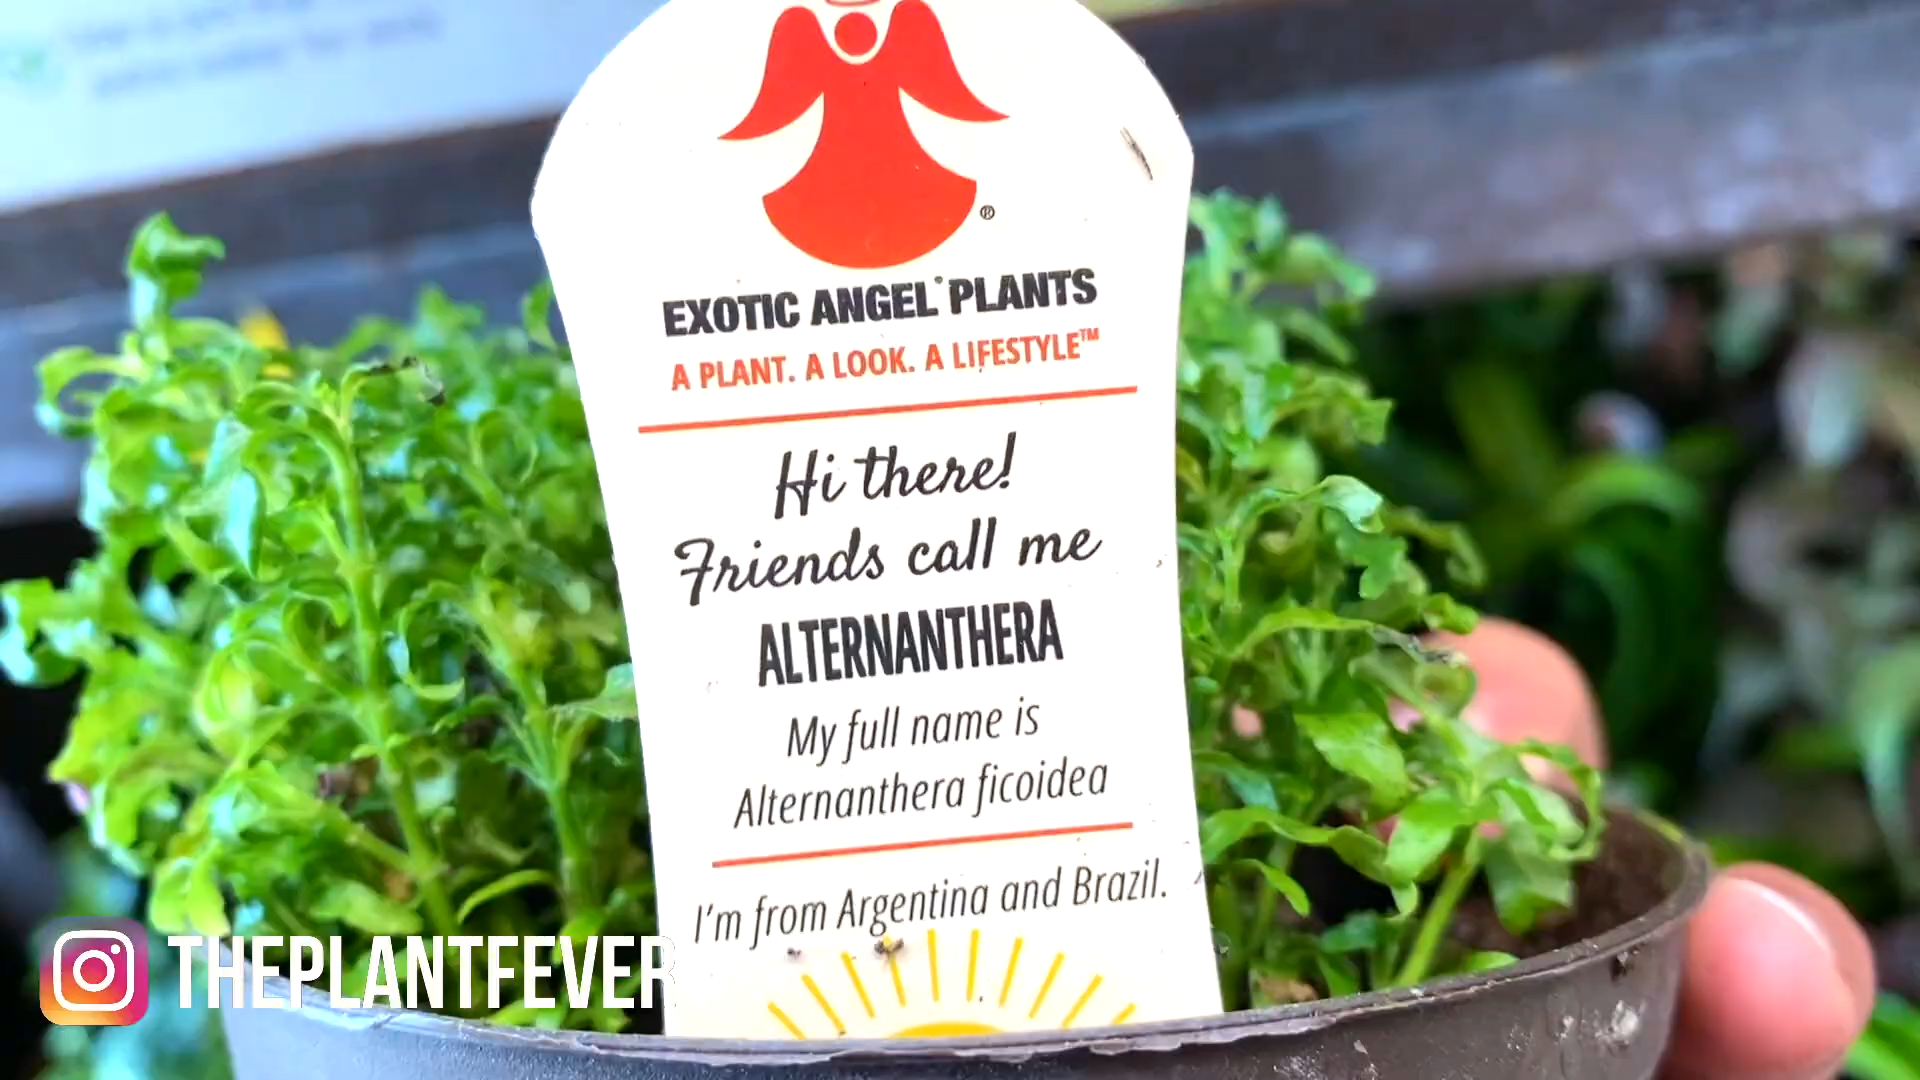 ®
EXOTIC ANGEL® PLANTS
A PLANT. A LOOK. A LIFESTYLE™
Hi there!
Friends call me
ALTERNANTHERA
My full name is
Alternanthera ficoidea
I'm from Argentina and Brazil.
THEPLANTFEVER